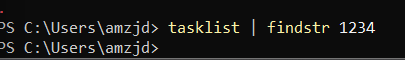 PS C:\Users\amzjd> tasklist | findstr 1234
PS C:\Users\amzjd>